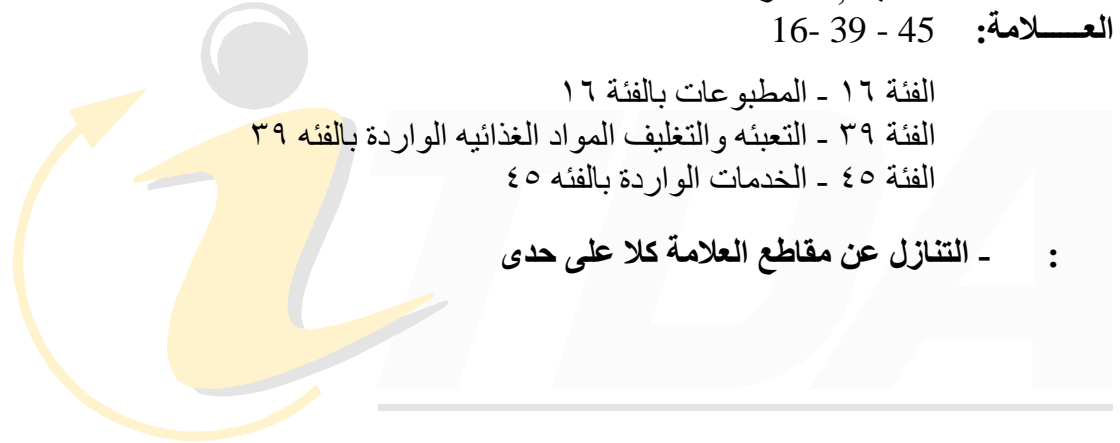 العـــــلامة: 45 - 39 -16
الفئة ١٦ - المطبوعات بالفئة ١٦
الفئة ٣٩ - التعبئه والتغليف المواد الغذائيه الواردة بالفئه ٣٩
الفئة ٤٥ - الخدمات الواردة بالفئه ٤٥
: - التنازل عن مقاطع العلامة كلا على حدى
iTDA